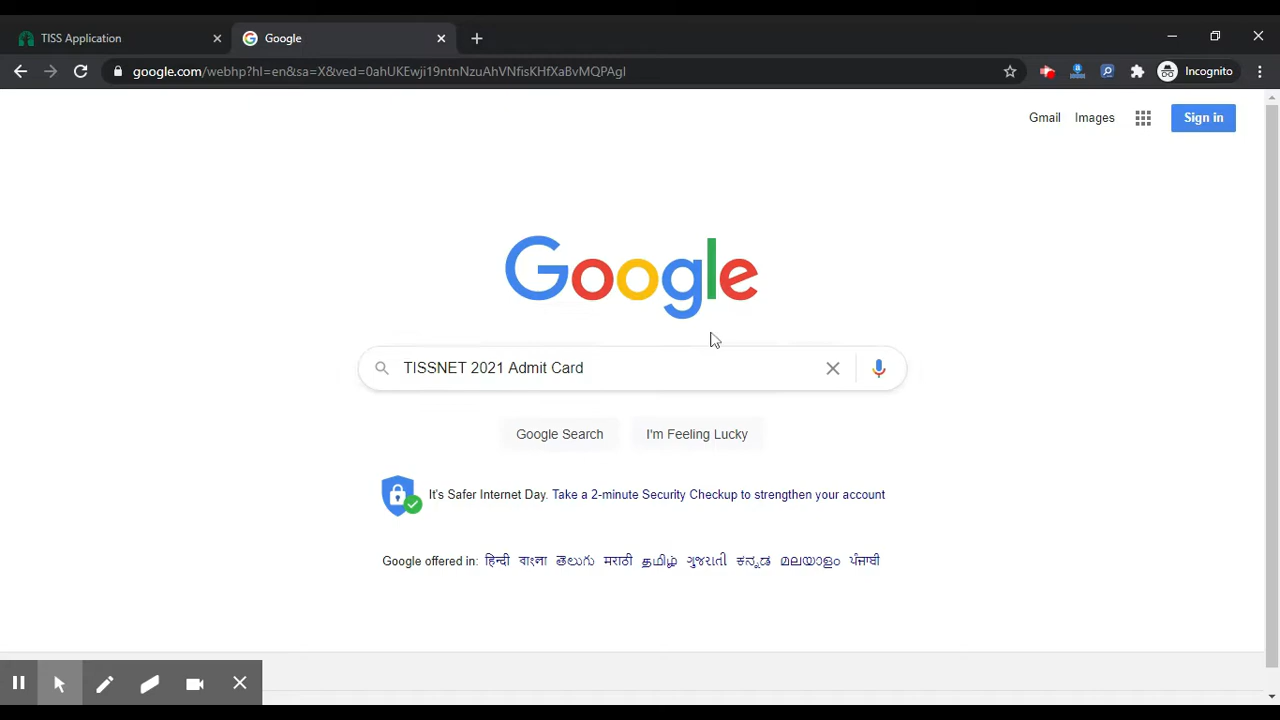 TISS Application
Google
google.com/webhp?hl=en&sa=X&ved=0ahUKEwji19ntnNzuAhVNfisKHfXaBvMQPAgI
Incognito
Gmail Images Sign in
Google
TISSNET 2021 Admit Card
Google Search I'm Feeling Lucky
It's Safer Internet Day. Take a 2-minute Security Checkup to strengthen your account
Google offered in: हिन्दी বাংলা తెలుగు मराठी தமிழ் ગુજરાતી ಕನ್ನಡ മലയാളം ਪੰਜਾਬੀ